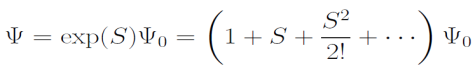 Ψ = exp(S)Ψ₀ = (1 + S + S²/2! + ···) Ψ₀